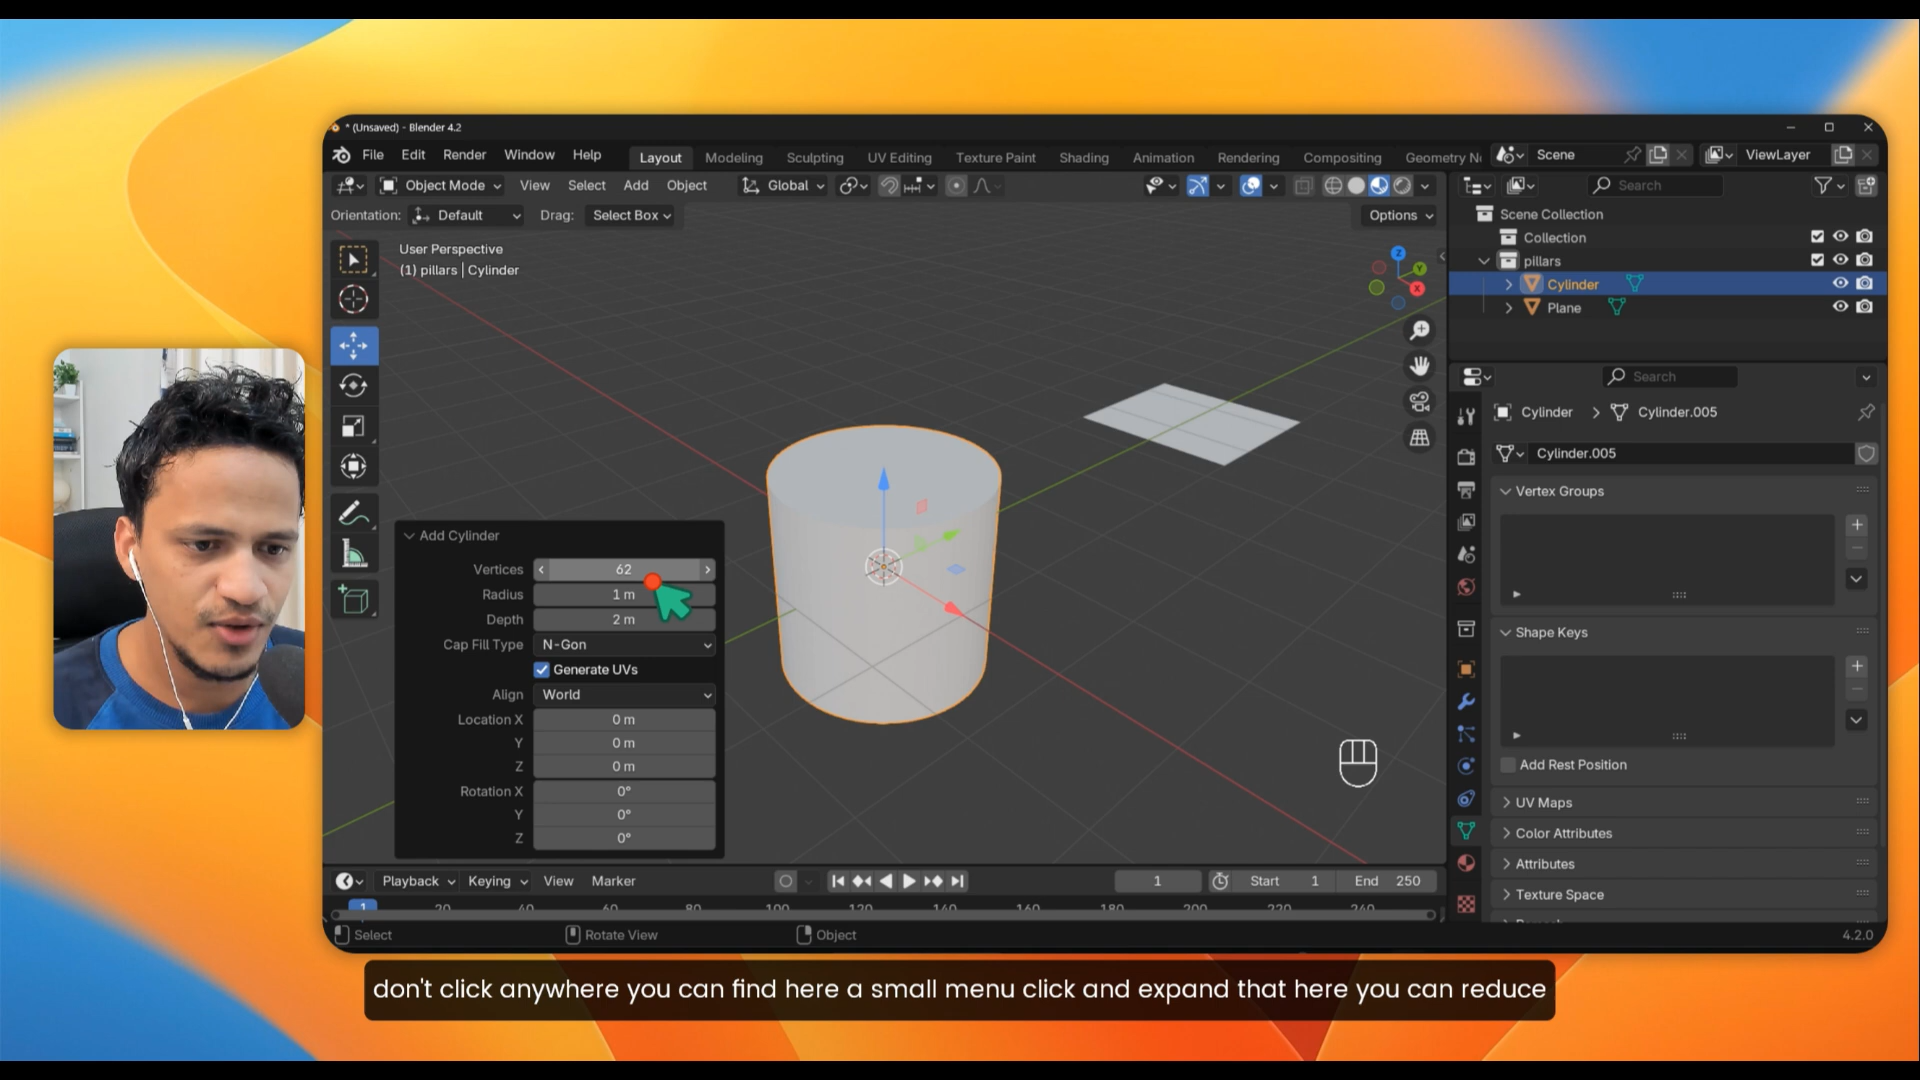 * (Unsaved) - Blender 4.2
File Edit Render Window Help
Layout Modeling Sculpting UV Editing Texture Paint Shading Animation Rendering Compositing Geometry N
Scene
ViewLayer
Object Mode View Select Add Object
Global
Search
Orientation: Default Drag: Select Box
Options
User Perspective
(1) pillars | Cylinder
Z
Y
X
Scene Collection
Collection
pillars
Cylinder
Plane
Search
Cylinder > Cylinder.005
Cylinder.005
Vertex Groups
Shape Keys
Add Rest Position
UV Maps
Color Attributes
Attributes
Texture Space
Add Cylinder
Vertices 62
Radius 1 m
Depth 2 m
Cap Fill Type N-Gon
Generate UVs
Align World
Location X 0 m
Y 0 m
Z 0 m
Rotation X 0°
Y 0°
Z 0°
Playback Keying View Marker
1 Start 1 End 250
1 20 40 60 80 100 120 140 160 180 200 220 240
Select Rotate View Object
4.2.0
don't click anywhere you can find here a small menu click and expand that here you can reduce